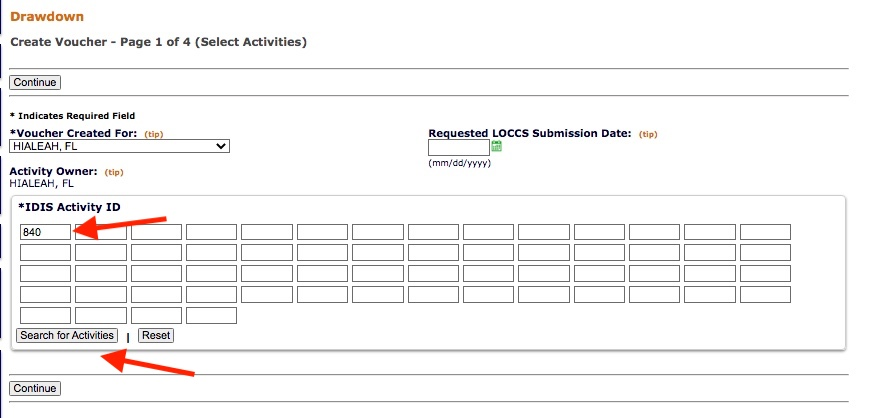 Drawdown
Create Voucher - Page 1 of 4 (Select Activities)
Continue
* Indicates Required Field
*Voucher Created For: (tip)
HIALEAH, FL
Requested LOCCS Submission Date: (tip)
(mm/dd/yyyy)
Activity Owner: (tip)
HIALEAH, FL
*IDIS Activity ID
840
Search for Activities | Reset
Continue